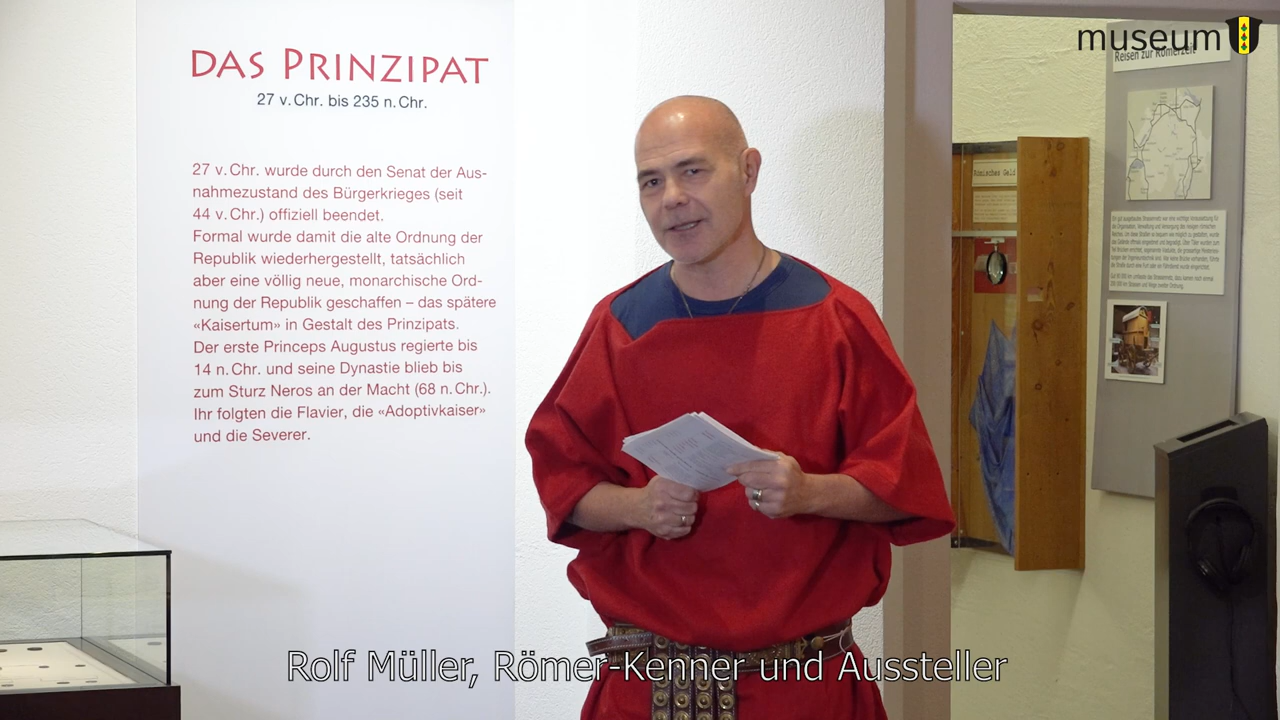 DAS PRINZIPAT
27 v. Chr. bis 235 n. Chr.
27 v. Chr. wurde durch den Senat der Aus-
nahmezustand des Bürgerkrieges (seit
44 v. Chr.) offiziell beendet.
Formal wurde damit die alte Ordnung der
Republik wiederhergestellt, tatsächlich
aber eine völlig neue, monarchische Ord-
nung der Republik geschaffen – das spätere
«Kaisertum» in Gestalt des Prinzipats.
Der erste Princeps Augustus regierte bis
14 n. Chr. und seine Dynastie blieb bis
zum Sturz Neros an der Macht (68 n. Chr.).
Ihr folgten die Flavier, die «Adoptivkaiser»
und die Severer.
museum
Reisen zur Römerzeit
Römisches Geld
Rolf Müller, Römer-Kenner und Aussteller